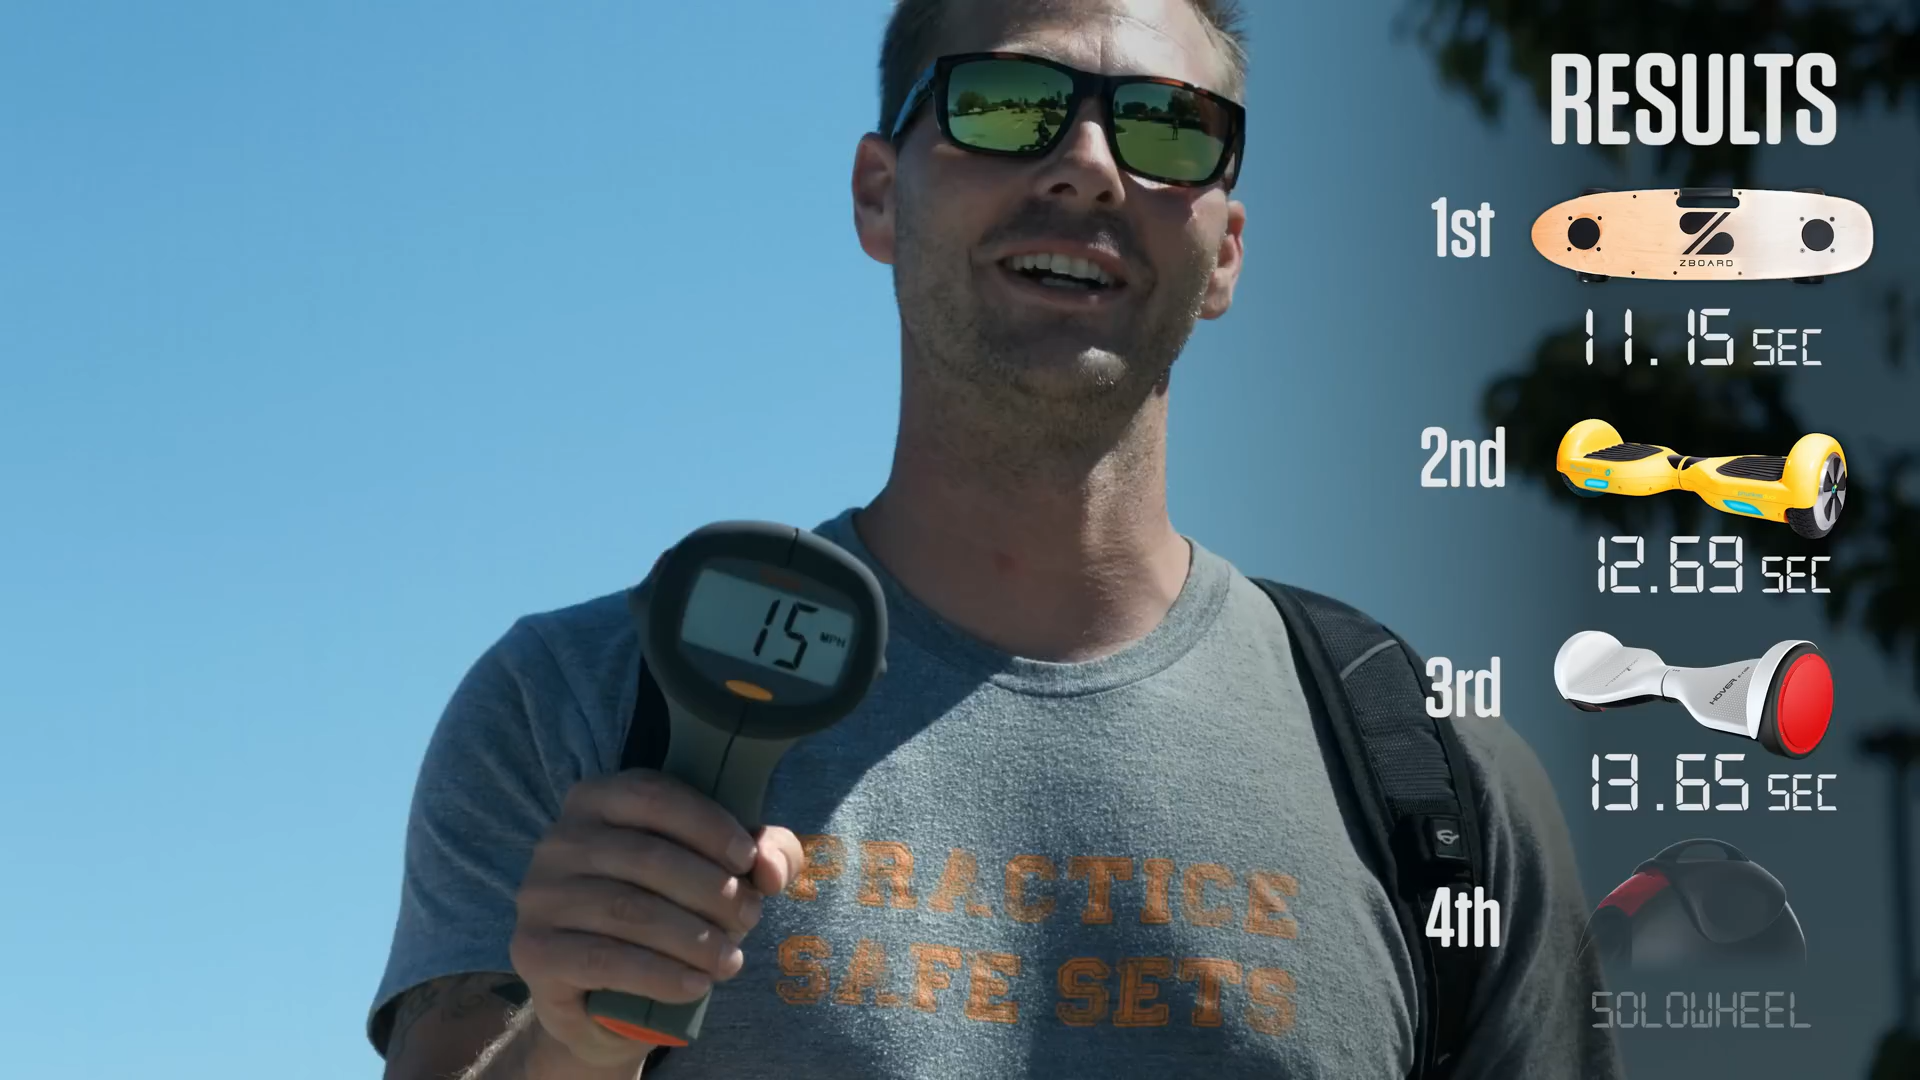 RESULTS
1st
ZBOARD
11.15 SEC
2nd
12.69 SEC
3rd
HOVER
13.65 SEC
4th
SOLOWHEEL
15 MPH
PRACTICE
SAFE SETS